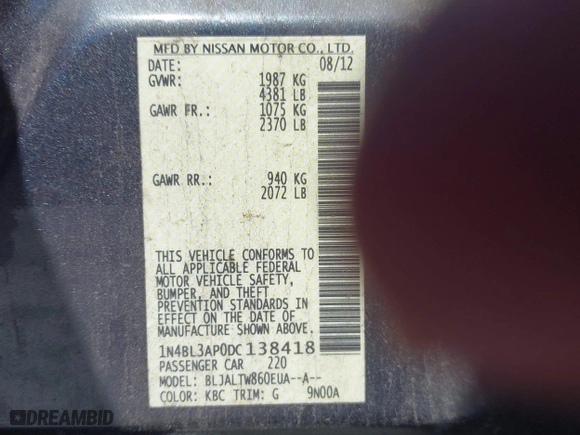 MFD BY NISSAN MOTOR CO., LTD.
DATE: 08/12
GVWR: 1987 KG
4381 LB
GAWR FR.: 1075 KG
2370 LB
GAWR RR.: 940 KG
2072 LB
THIS VEHICLE CONFORMS TO
ALL APPLICABLE FEDERAL
MOTOR VEHICLE SAFETY,
BUMPER, AND THEFT
PREVENTION STANDARDS IN
EFFECT ON THE DATE OF
MANUFACTURE SHOWN ABOVE.
1N4BL3AP0DC138418
PASSENGER CAR 220
MODEL: BLJALTW860EUA--A--
COLOR: KBC TRIM: G 9N00A
DREAMBID